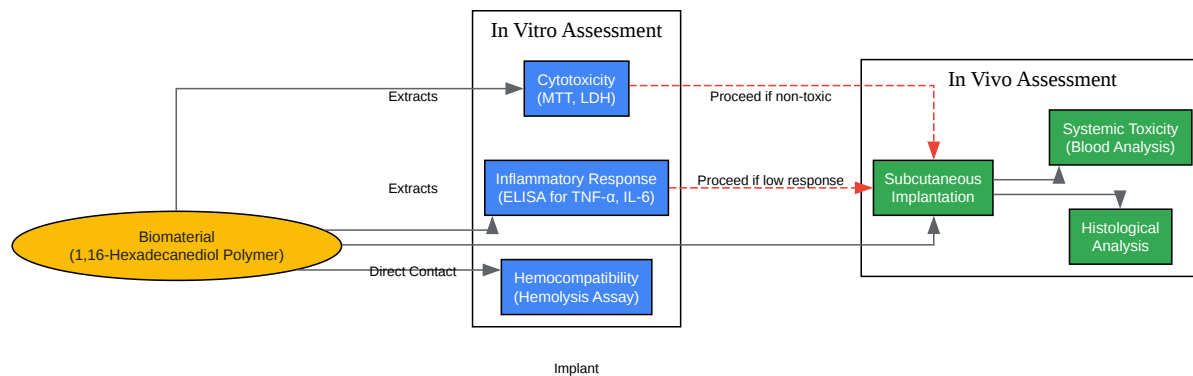 In Vitro Assessment
Cytotoxicity
(MTT, LDH)
Extracts
Proceed if non-toxic
In Vivo Assessment
Systemic Toxicity
(Blood Analysis)
Inflammatory Response
(ELISA for TNF-α, IL-6)
Extracts
Proceed if low response
Subcutaneous
Implantation
Histological
Analysis
Biomaterial
(1,16-Hexadecanediol Polymer)
Direct Contact
Hemocompatibility
(Hemolysis Assay)
Implant